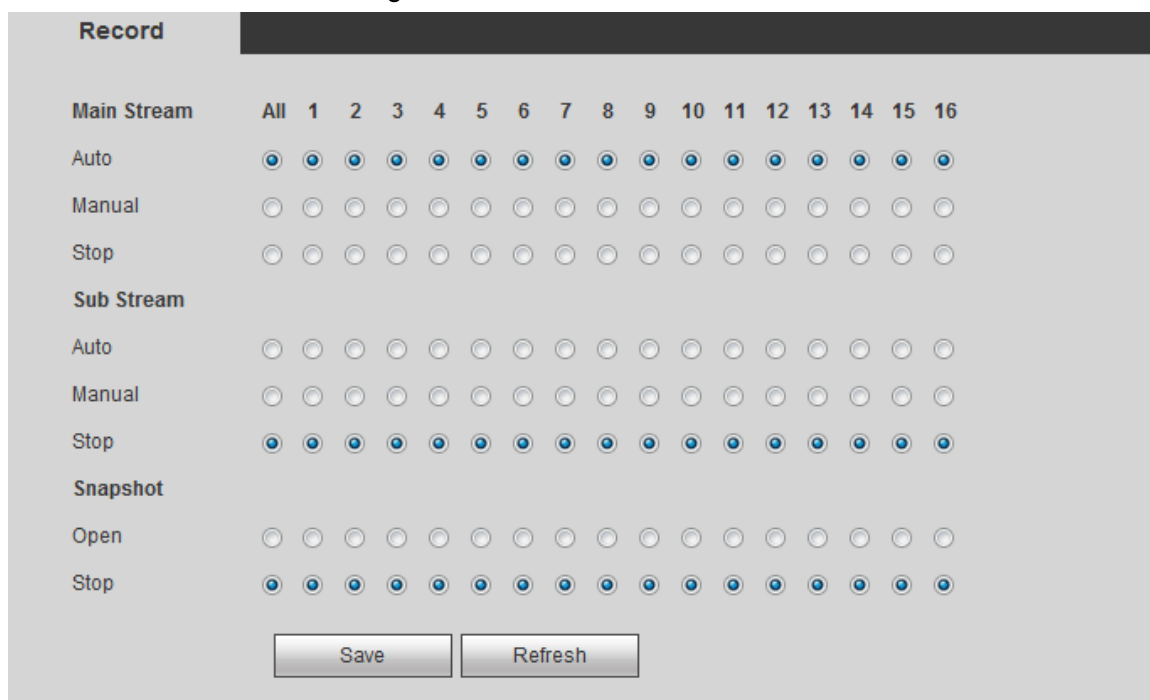 Record
Main Stream All 1 2 3 4 5 6 7 8 9 10 11 12 13 14 15 16
Auto
Manual
Stop
Sub Stream
Auto
Manual
Stop
Snapshot
Open
Stop
Save Refresh